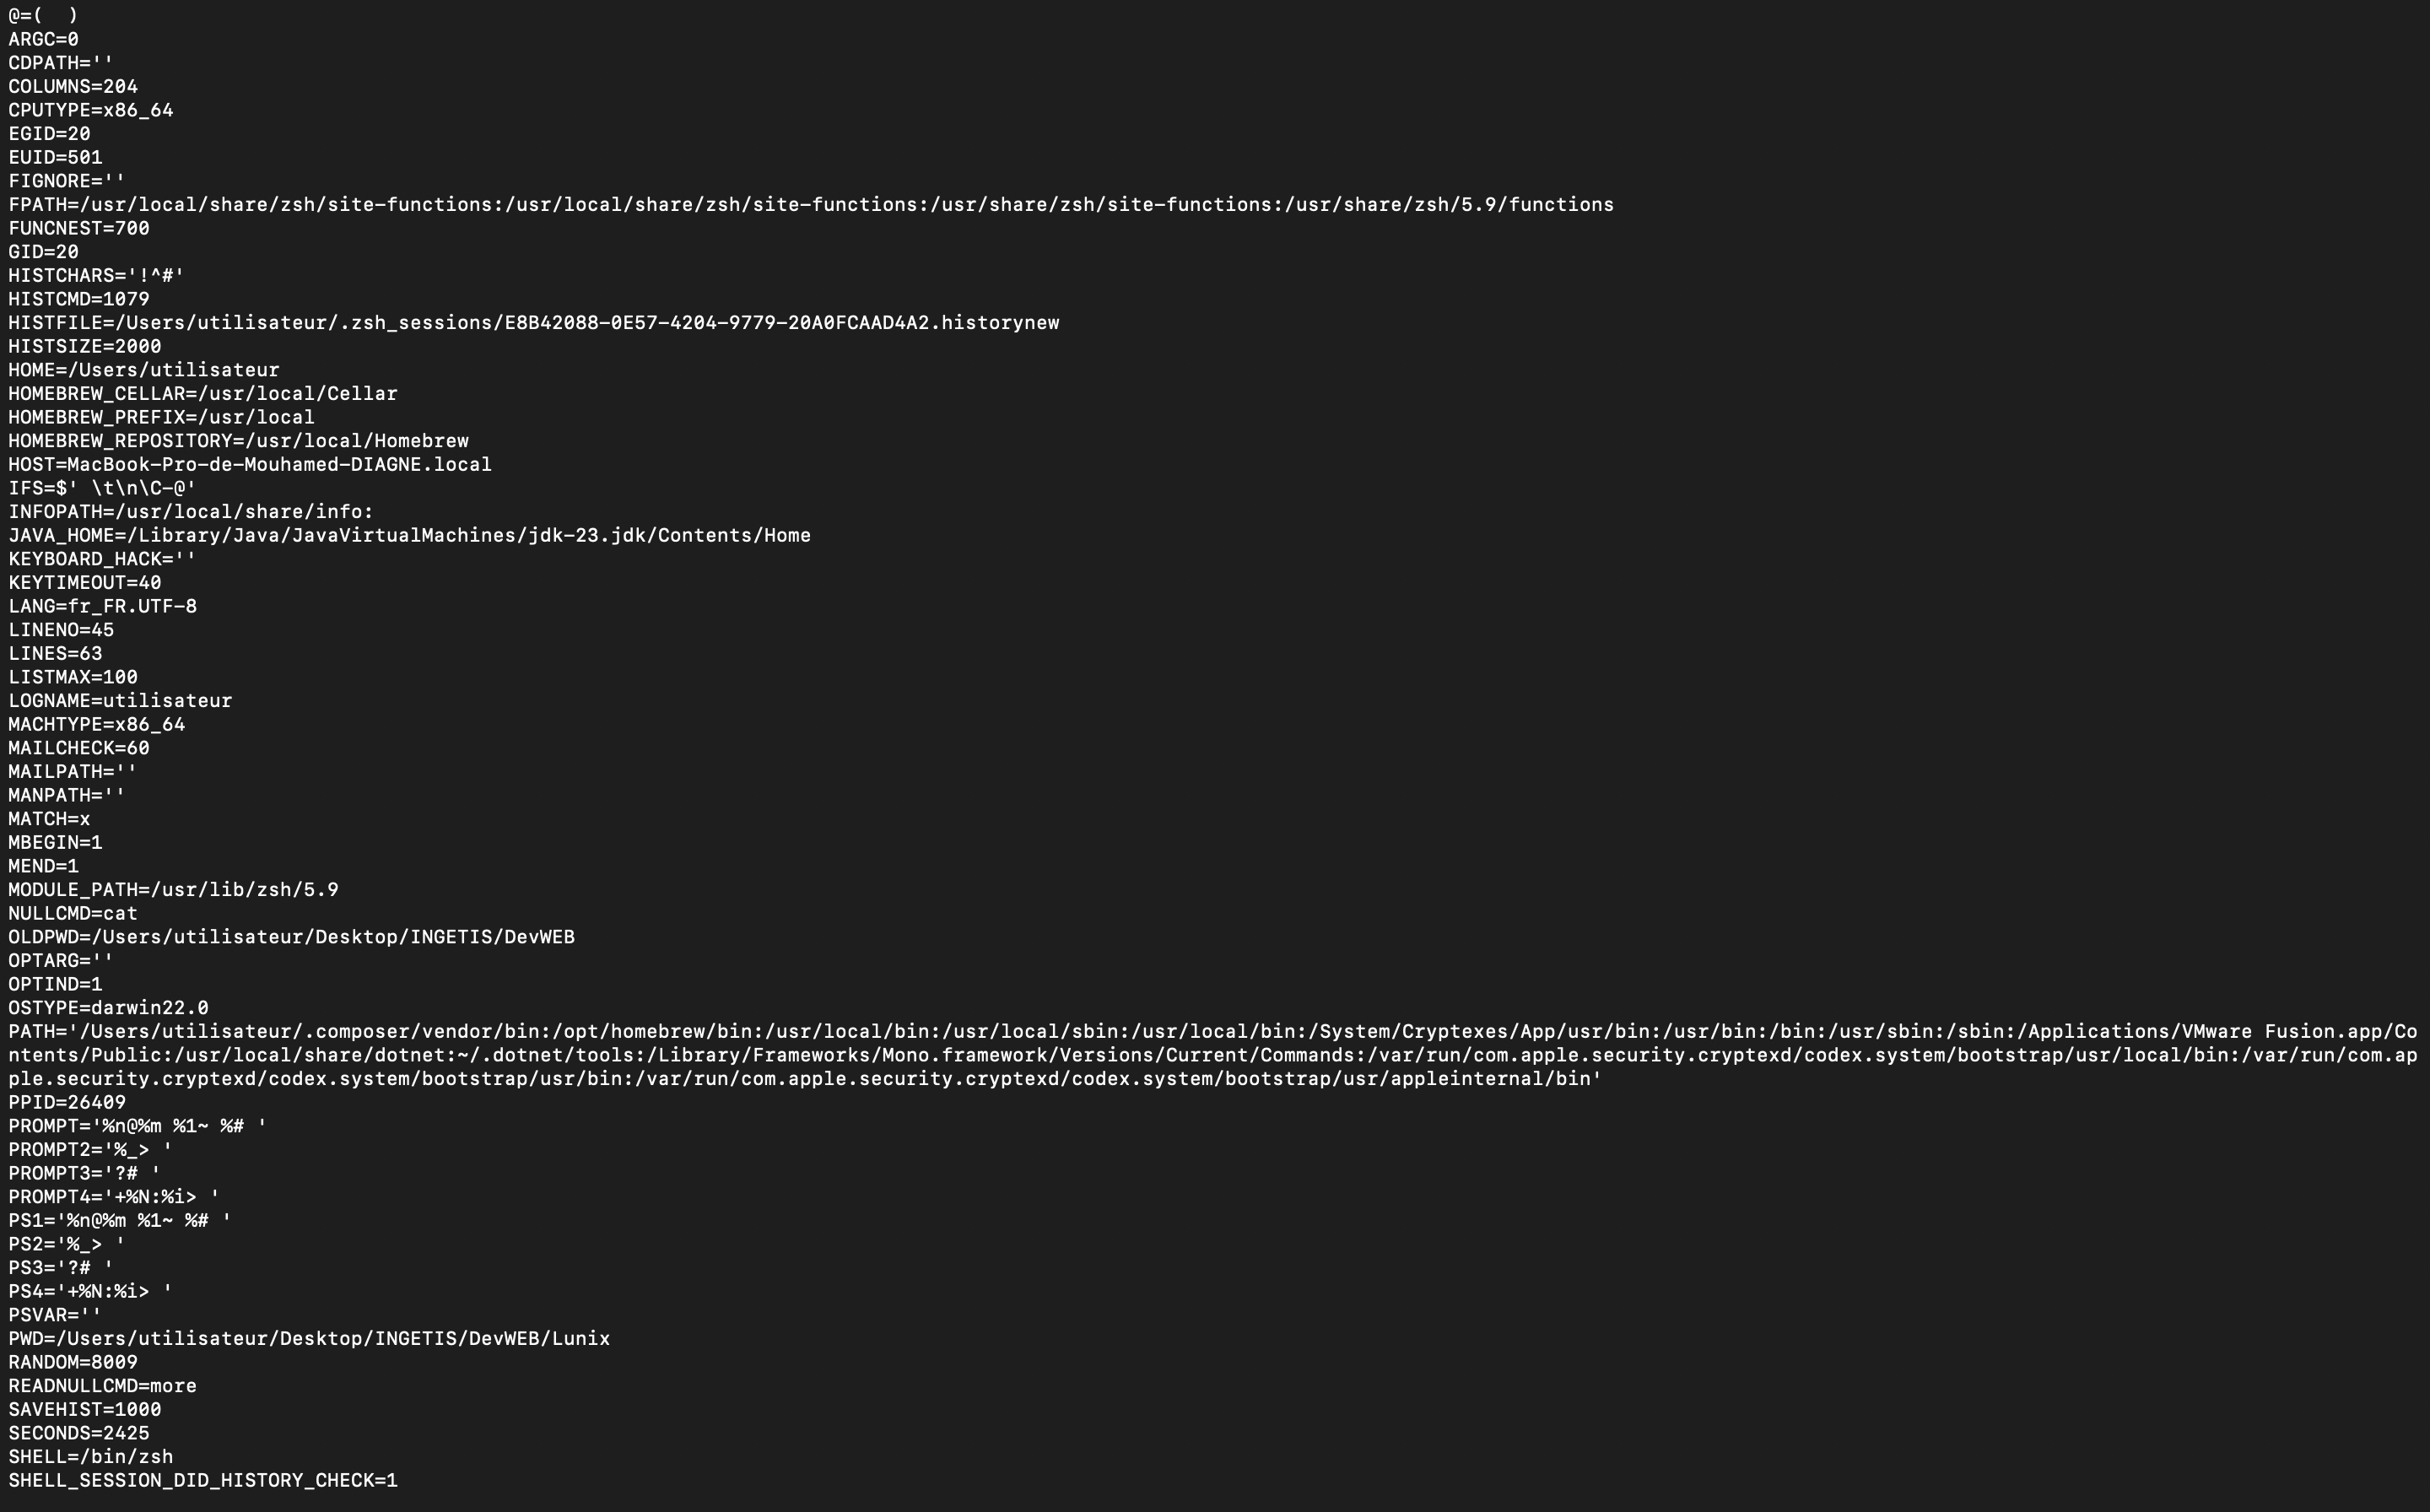 @=(  )
ARGC=0
CDPATH=''
COLUMNS=204
CPUTYPE=x86_64
EGID=20
EUID=501
FIGNORE=''
FPATH=/usr/local/share/zsh/site-functions:/usr/local/share/zsh/site-functions:/usr/share/zsh/site-functions:/usr/share/zsh/5.9/functions
FUNCNEST=700
GID=20
HISTCHARS='!^#'
HISTCMD=1079
HISTFILE=/Users/utilisateur/.zsh_sessions/E8B42088-0E57-4204-9779-20A0FCAAD4A2.historynew
HISTSIZE=2000
HOME=/Users/utilisateur
HOMEBREW_CELLAR=/usr/local/Cellar
HOMEBREW_PREFIX=/usr/local
HOMEBREW_REPOSITORY=/usr/local/Homebrew
HOST=MacBook-Pro-de-Mouhamed-DIAGNE.local
IFS=$' \t\n\C-@'
INFOPATH=/usr/local/share/info:
JAVA_HOME=/Library/Java/JavaVirtualMachines/jdk-23.jdk/Contents/Home
KEYBOARD_HACK=''
KEYTIMEOUT=40
LANG=fr_FR.UTF-8
LINENO=45
LINES=63
LISTMAX=100
LOGNAME=utilisateur
MACHTYPE=x86_64
MAILCHECK=60
MAILPATH=''
MANPATH=''
MATCH=x
MBEGIN=1
MEND=1
MODULE_PATH=/usr/lib/zsh/5.9
NULLCMD=cat
OLDPWD=/Users/utilisateur/Desktop/INGETIS/DevWEB
OPTARG=''
OPTIND=1
OSTYPE=darwin22.0
PATH='/Users/utilisateur/.composer/vendor/bin:/opt/homebrew/bin:/usr/local/bin:/usr/local/sbin:/usr/local/bin:/System/Cryptexes/App/usr/bin:/usr/bin:/bin:/usr/sbin:/sbin:/Applications/VMware Fusion.app/Co
ntents/Public:/usr/local/share/dotnet:~/.dotnet/tools:/Library/Frameworks/Mono.framework/Versions/Current/Commands:/var/run/com.apple.security.cryptexd/codex.system/bootstrap/usr/local/bin:/var/run/com.ap
ple.security.cryptexd/codex.system/bootstrap/usr/bin:/var/run/com.apple.security.cryptexd/codex.system/bootstrap/usr/appleinternal/bin'
PPID=26409
PROMPT='%n@%m %1~ %# '
PROMPT2='%_> '
PROMPT3='?# '
PROMPT4='+%N:%i> '
PS1='%n@%m %1~ %# '
PS2='%_> '
PS3='?# '
PS4='+%N:%i> '
PSVAR=''
PWD=/Users/utilisateur/Desktop/INGETIS/DevWEB/Lunix
RANDOM=8009
READNULLCMD=more
SAVEHIST=1000
SECONDS=2425
SHELL=/bin/zsh
SHELL_SESSION_DID_HISTORY_CHECK=1